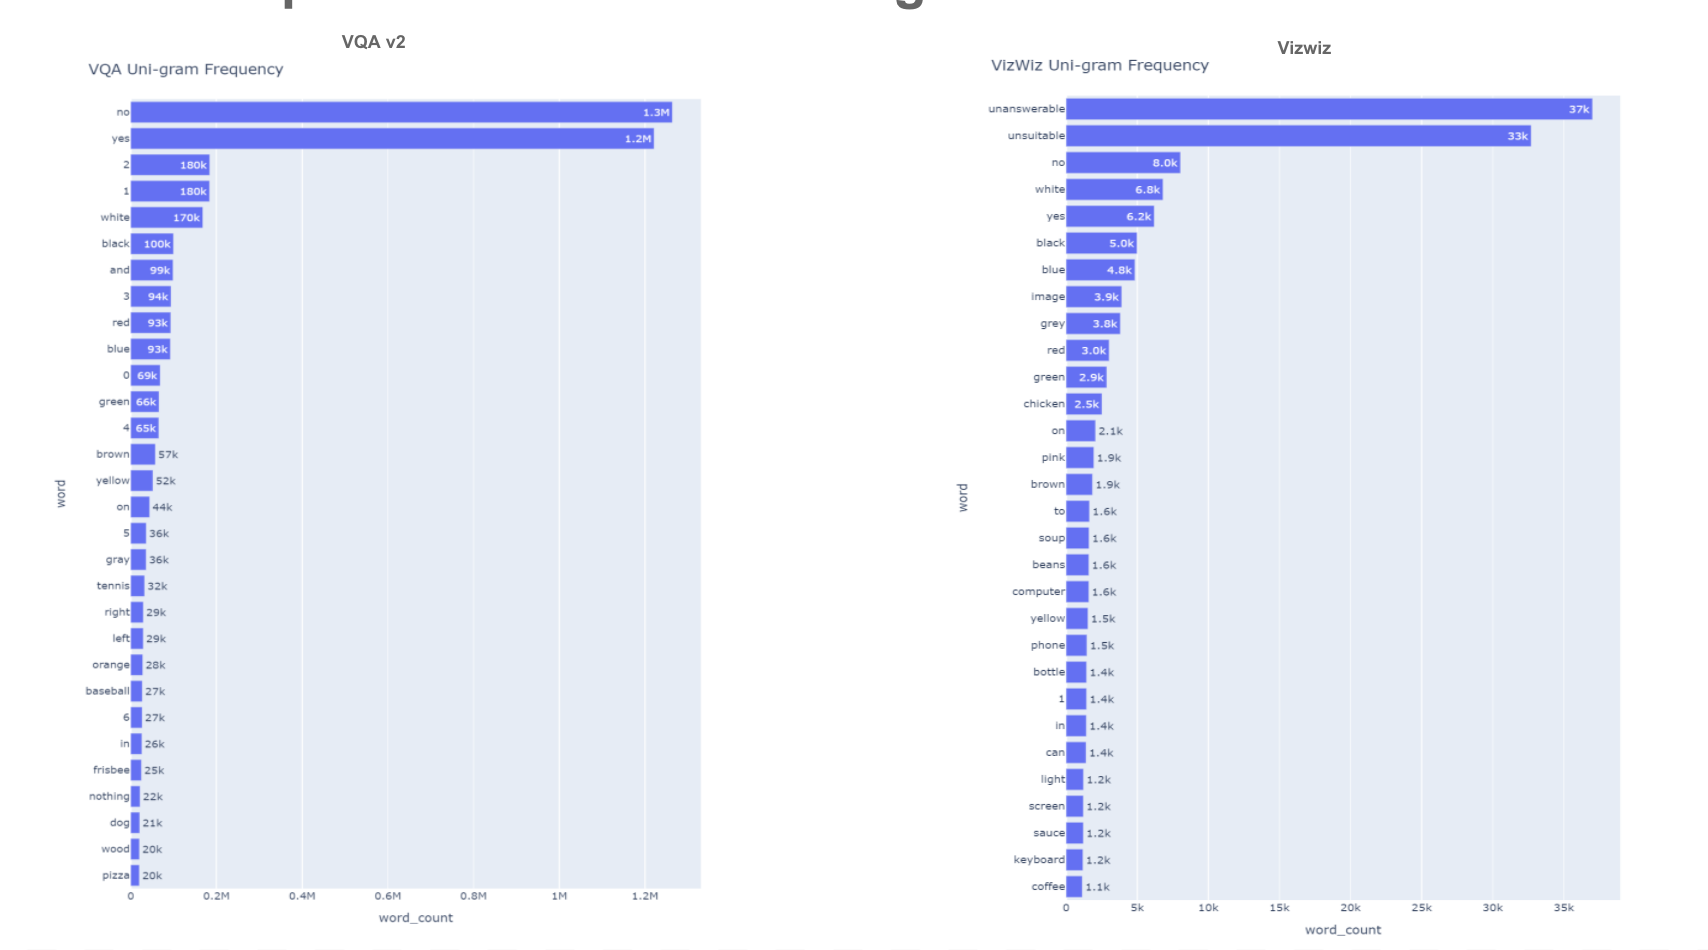 VQA v2
VQA Uni-gram Frequency
no 1.3M
yes 1.2M
2 180k
1 180k
white 170k
black 100k
and 99k
3 94k
red 93k
blue 93k
0 69k
green 66k
4 65k
brown 57k
yellow 52k
on 44k
5 36k
gray 36k
tennis 32k
right 29k
left 29k
orange 28k
baseball 27k
6 27k
in 26k
frisbee 25k
nothing 22k
dog 21k
wood 20k
pizza 20k
word
0 0.2M 0.4M 0.6M 0.8M 1M 1.2M
word_count
Vizwiz
VizWiz Uni-gram Frequency
unanswerable 37k
unsuitable 33k
no 8.0k
white 6.8k
yes 6.2k
black 5.0k
blue 4.8k
image 3.9k
grey 3.8k
red 3.0k
green 2.9k
chicken 2.5k
on 2.1k
pink 1.9k
brown 1.9k
to 1.6k
soup 1.6k
beans 1.6k
computer 1.6k
yellow 1.5k
phone 1.5k
bottle 1.4k
1 1.4k
in 1.4k
can 1.4k
light 1.2k
screen 1.2k
sauce 1.2k
keyboard 1.2k
coffee 1.1k
word
0 5k 10k 15k 20k 25k 30k 35k
word_count